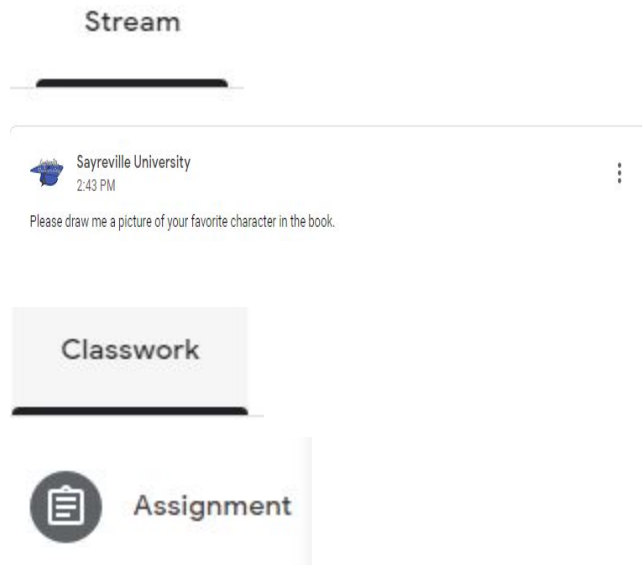 Stream
Sayreville University
2:43 PM
Please draw me a picture of your favorite character in the book.
Classwork
Assignment